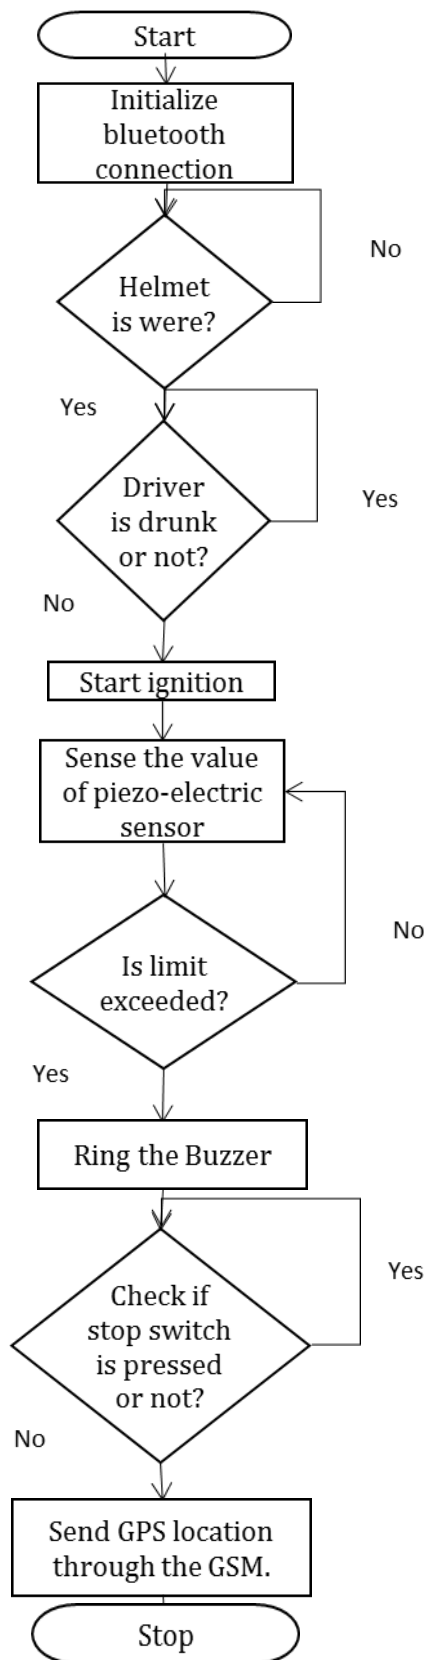 Start
Initialize
bluetooth
connection
No
Helmet
is were?
Yes
Driver
is drunk
or not?
Yes
No
Start ignition
Sense the value
of piezo-electric
sensor
No
Is limit
exceeded?
Yes
Ring the Buzzer
Yes
Check if
stop switch
is pressed
or not?
No
Send GPS location
through the GSM.
Stop